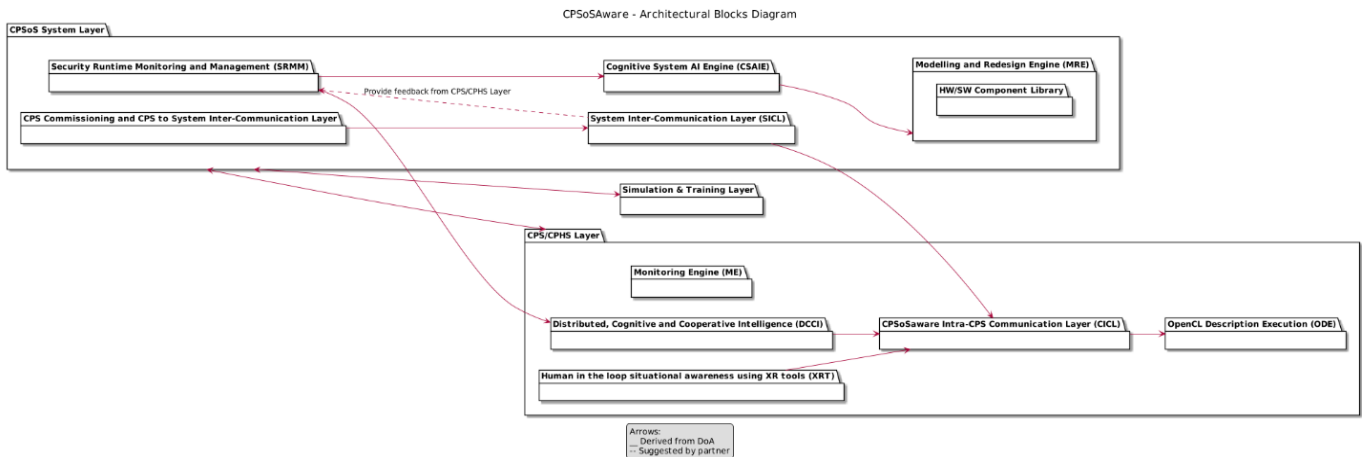 CPSoSAware - Architectural Blocks Diagram
CPSoS System Layer
Security Runtime Monitoring and Management (SRMM)
Cognitive System AI Engine (CSAIE)
Modelling and Redesign Engine (MRE)
HW/SW Component Library
Provide feedback from CPS/CPHS Layer
CPS Commissioning and CPS to System Inter-Communication Layer
System Inter-Communication Layer (SICL)
Simulation & Training Layer
CPS/CPHS Layer
Monitoring Engine (ME)
Distributed, Cognitive and Cooperative Intelligence (DCCI)
CPSoSaware Intra-CPS Communication Layer (CICL)
OpenCL Description Execution (ODE)
Human in the loop situational awareness using XR tools (XRT)
Arrows:
__ Derived from DoA
-- Suggested by partner